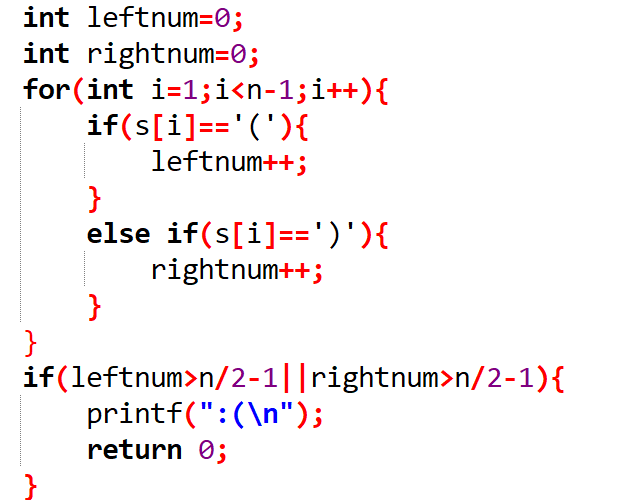 int leftnum=0;
int rightnum=0;
for(int i=1;i<n-1;i++){
    if(s[i]=='('){
        leftnum++;
    }
    else if(s[i]==')'){
        rightnum++;
    }
}
if(leftnum>n/2-1||rightnum>n/2-1){
    printf(":(\n");
    return 0;
}